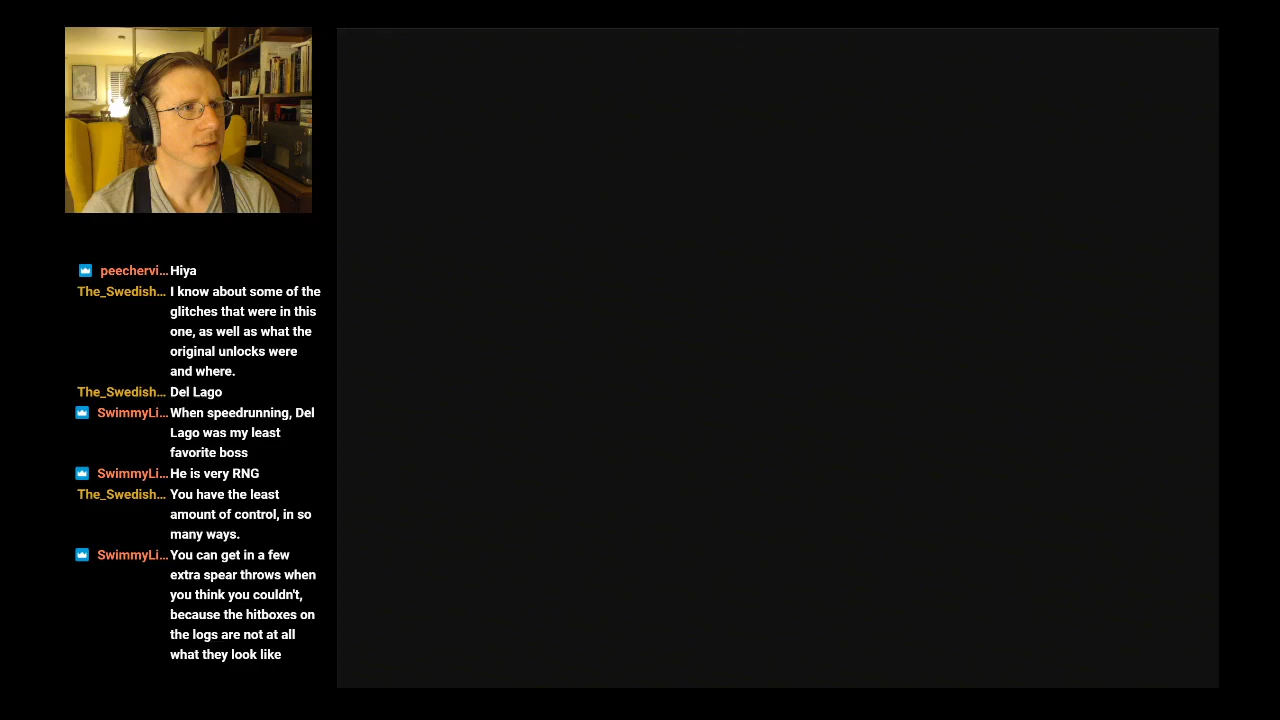 peechervi... Hiya
The_Swedish... I know about some of the
glitches that were in this
one, as well as what the
original unlocks were
and where.
The_Swedish... Del Lago
SwimmyLi... When speedrunning, Del
Lago was my least
favorite boss
SwimmyLi... He is very RNG
The_Swedish... You have the least
amount of control, in so
many ways.
SwimmyLi... You can get in a few
extra spear throws when
you think you couldn't,
because the hitboxes on
the logs are not at all
what they look like